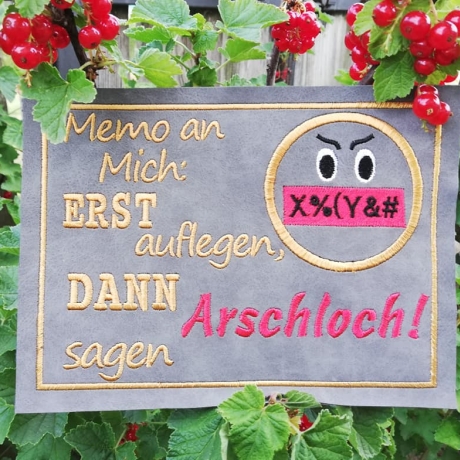 Memo an
Mich:
ERST
auflegen,
DANN
Arschloch!
sagen
X%(Y&#